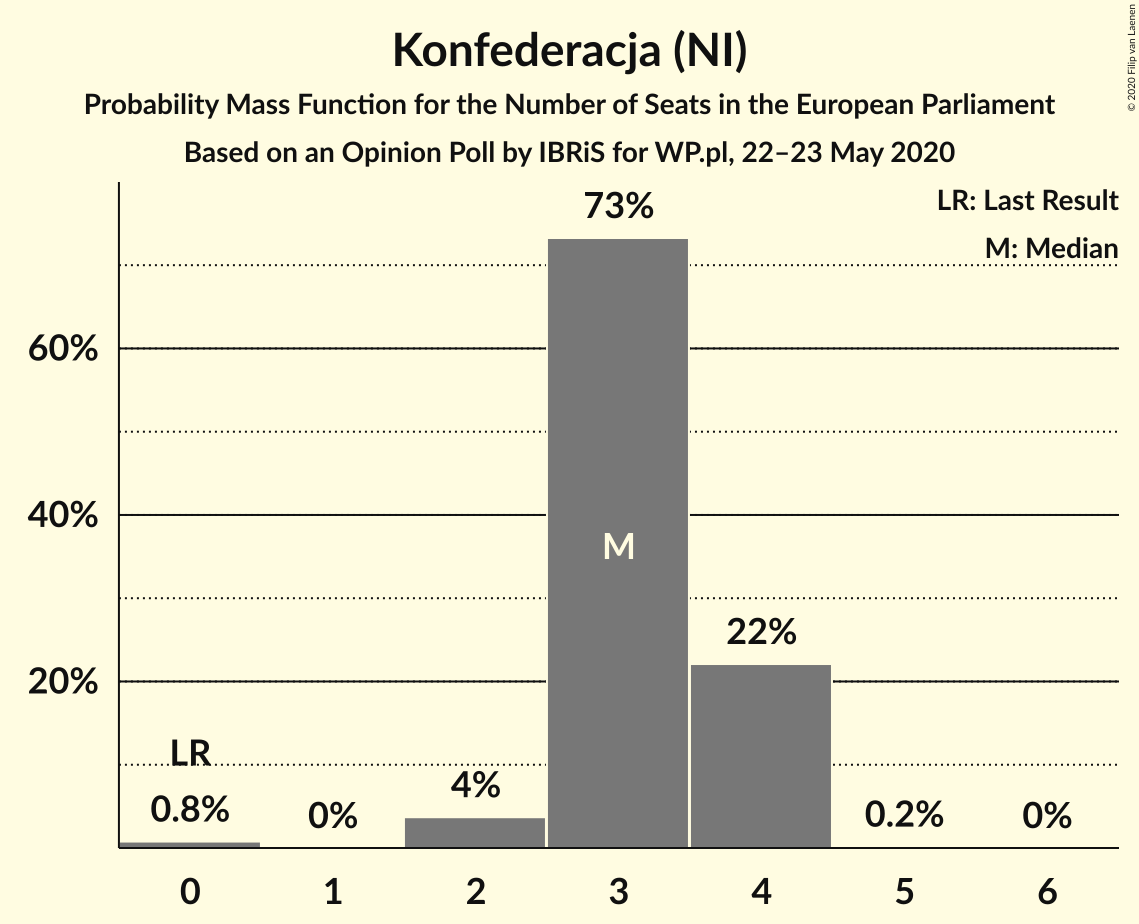 Konfederacja (NI)
Probability Mass Function for the Number of Seats in the European Parliament
Based on an Opinion Poll by IBRiS for WP.pl, 22–23 May 2020
© 2020 Filip van Laenen
LR: Last Result
M: Median
73%
60%
40%
M
22%
20%
LR
4%
0.8%
0%
0.2%
0%
0 1 2 3 4 5 6